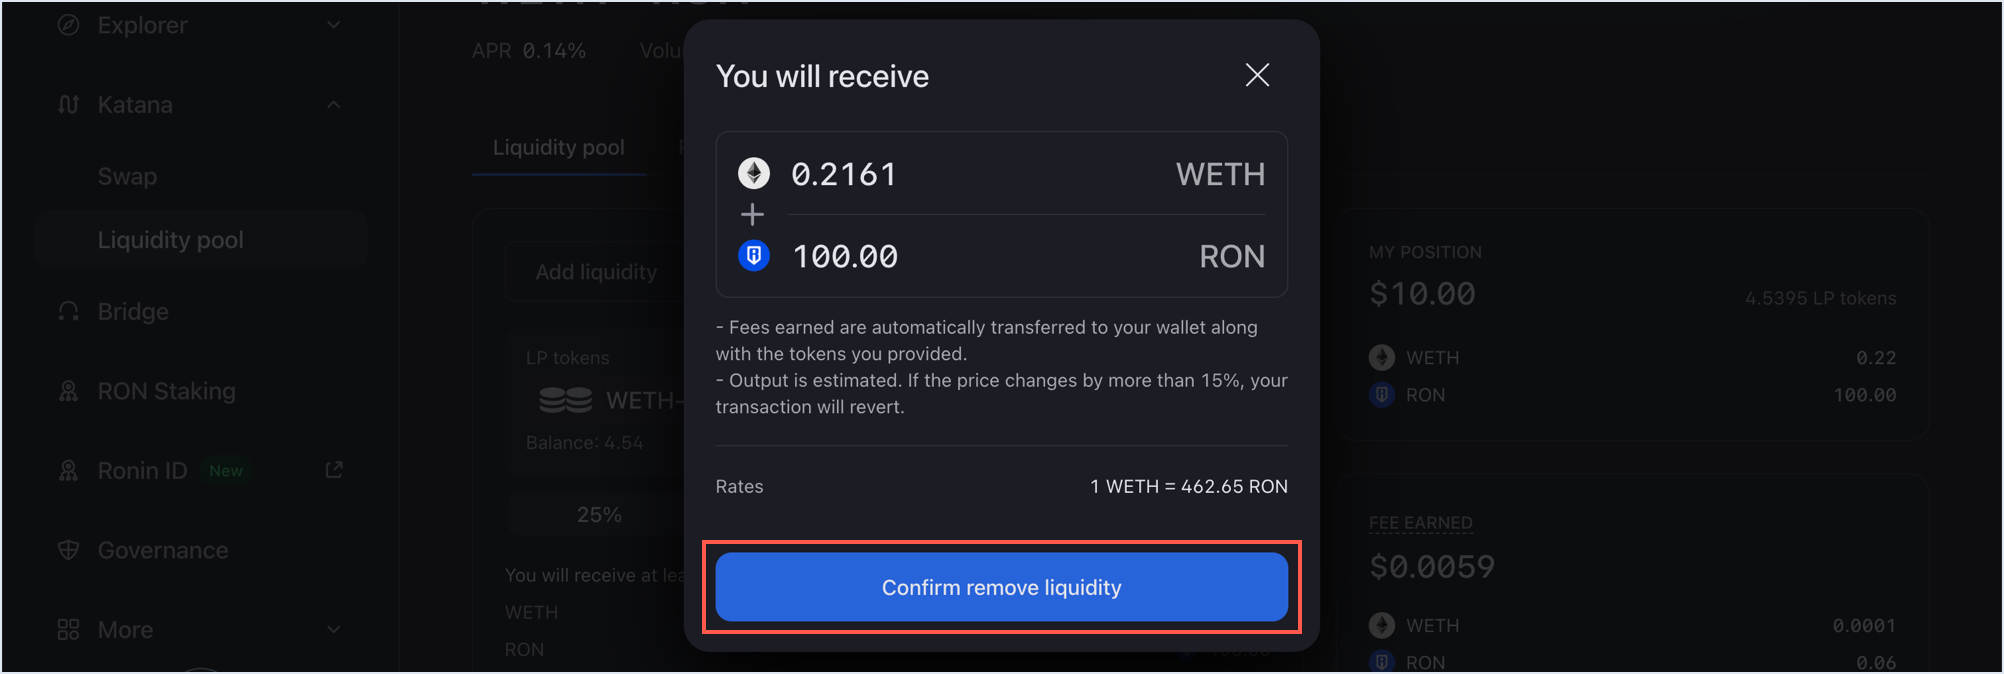 WETH-RON
Explorer
APR 0.14%
Katana
Swap
Liquidity pool
Bridge
RON Staking
Ronin ID New
Governance
More
Liquidity pool
Add liquidity
LP tokens
WETH-
Balance: 4.54
25%
You will receive at
WETH
RON
You will receive
0.2161 WETH
+
100.00 RON
- Fees earned are automatically transferred to your wallet along
with the tokens you provided.
- Output is estimated. If the price changes by more than 15%, your
transaction will revert.
Rates 1 WETH = 462.65 RON
Confirm remove liquidity
MY POSITION
$10.00 4.5395 LP tokens
WETH 0.22
RON 100.00
FEE EARNED
$0.0059
WETH 0.0001
RON 0.06